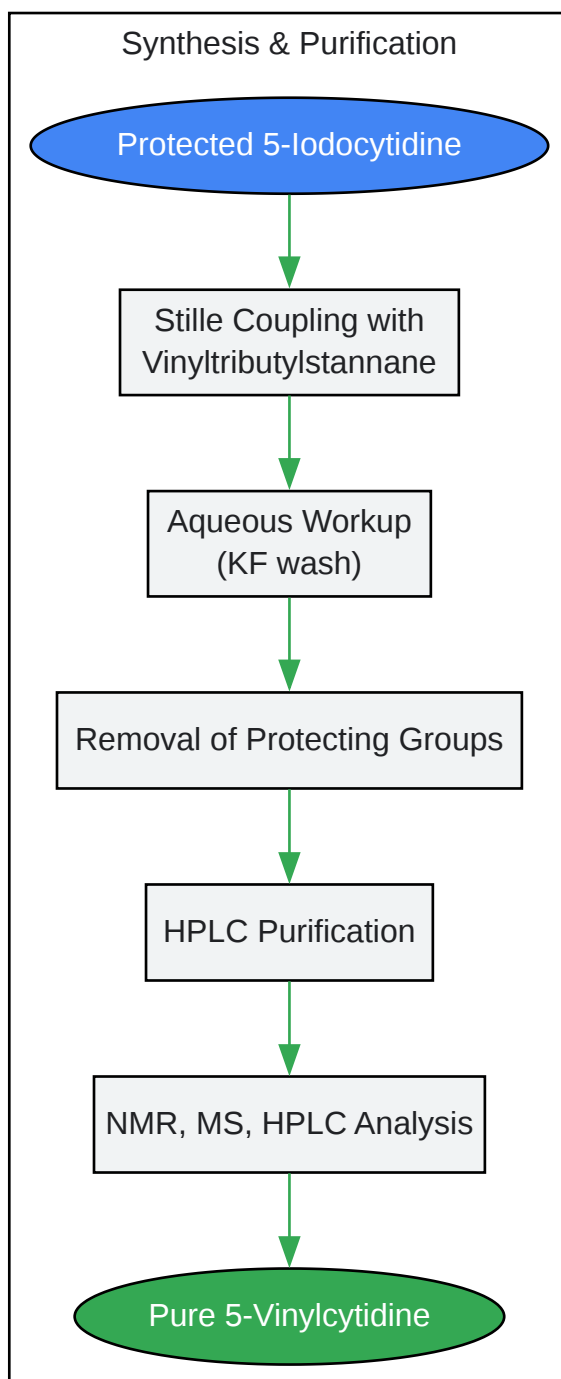 Synthesis & Purification
Protected 5-Iodocytidine
Stille Coupling with
Vinyltributylstannane
Aqueous Workup
(KF wash)
Removal of Protecting Groups
HPLC Purification
NMR, MS, HPLC Analysis
Pure 5-Vinylcytidine